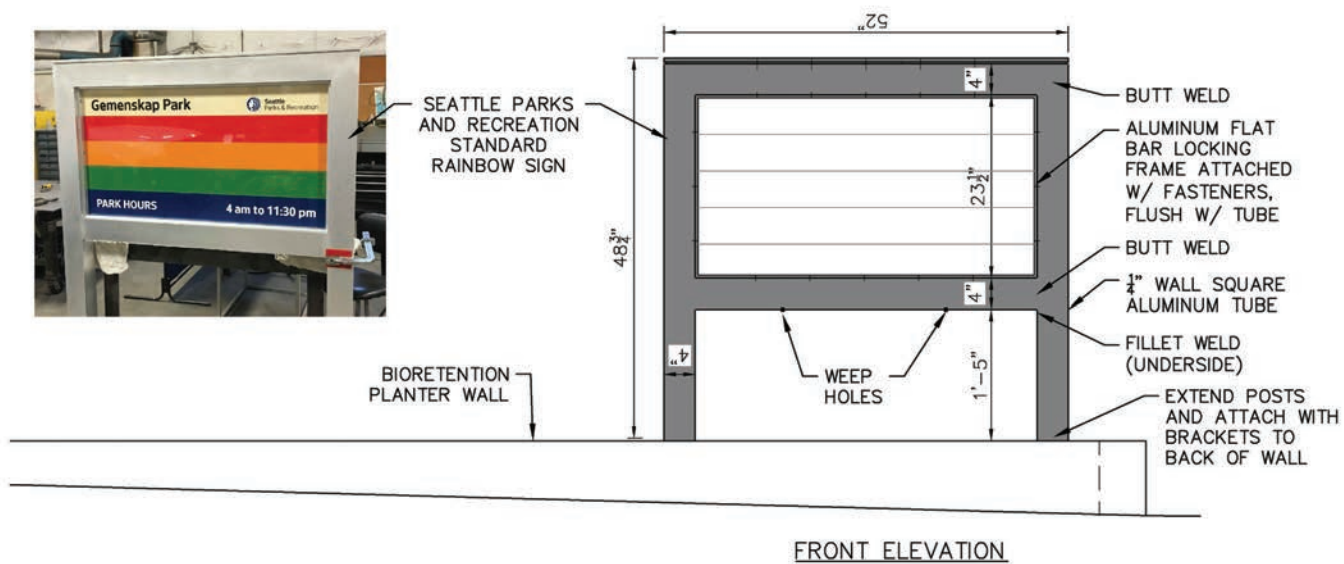 Gemenskap Park
Seattle
Parks & Recreation
PARK HOURS
4 am to 11:30 pm
SEATTLE PARKS
AND RECREATION
STANDARD
RAINBOW SIGN
52"
4"
23½"
4"
48¾"
4"
1'-5"
BUTT WELD
ALUMINUM FLAT
BAR LOCKING
FRAME ATTACHED
W/ FASTENERS,
FLUSH W/ TUBE
BUTT WELD
¼" WALL SQUARE
ALUMINUM TUBE
FILLET WELD
(UNDERSIDE)
WEEP
HOLES
BIORETENTION
PLANTER WALL
EXTEND POSTS
AND ATTACH WITH
BRACKETS TO
BACK OF WALL
FRONT ELEVATION